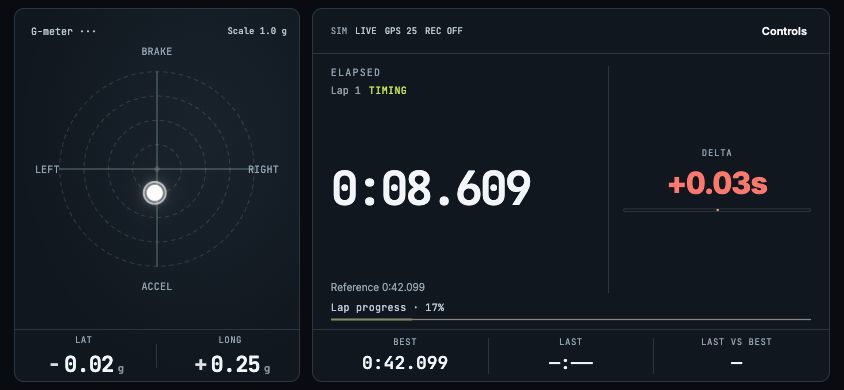 G-meter ··· Scale 1.0 g
BRAKE
LEFT RIGHT
ACCEL
LAT LONG
-0.02 g +0.25 g
SIM LIVE GPS 25 REC OFF Controls
ELAPSED
Lap 1 TIMING
0:08.609
DELTA
+0.03s
Reference 0:42.099
Lap progress · 17%
BEST LAST LAST VS BEST
0:42.099 —:—— —